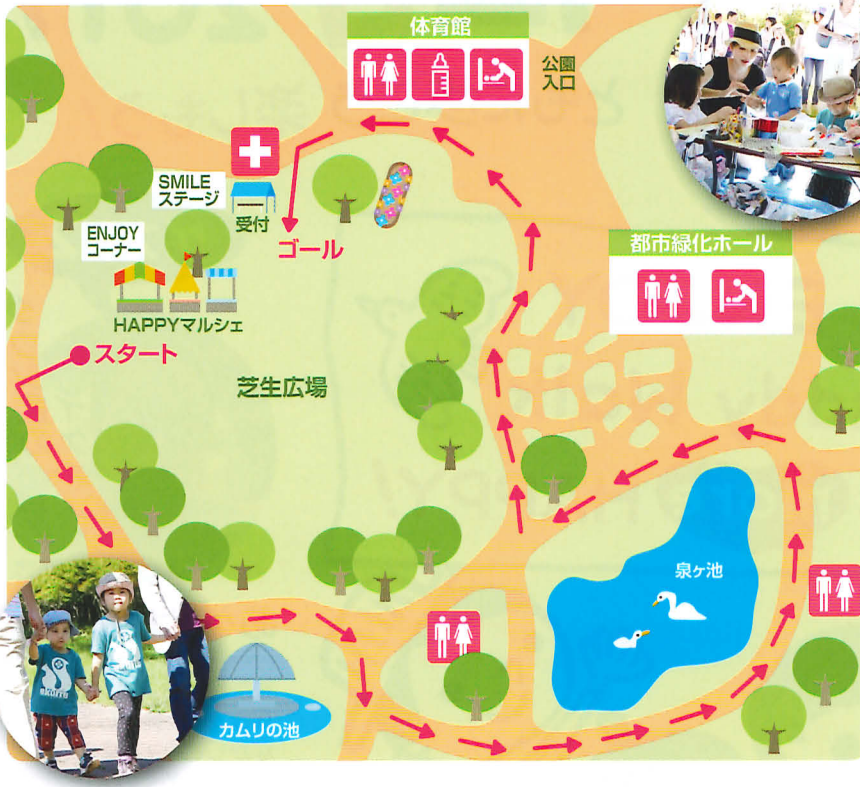 体育館
公園
入口
SMILE
ステージ
受付
ENJOY
コーナー
ゴール
都市緑化ホール
HAPPYマルシェ
スタート
芝生広場
泉ヶ池
カムリの池